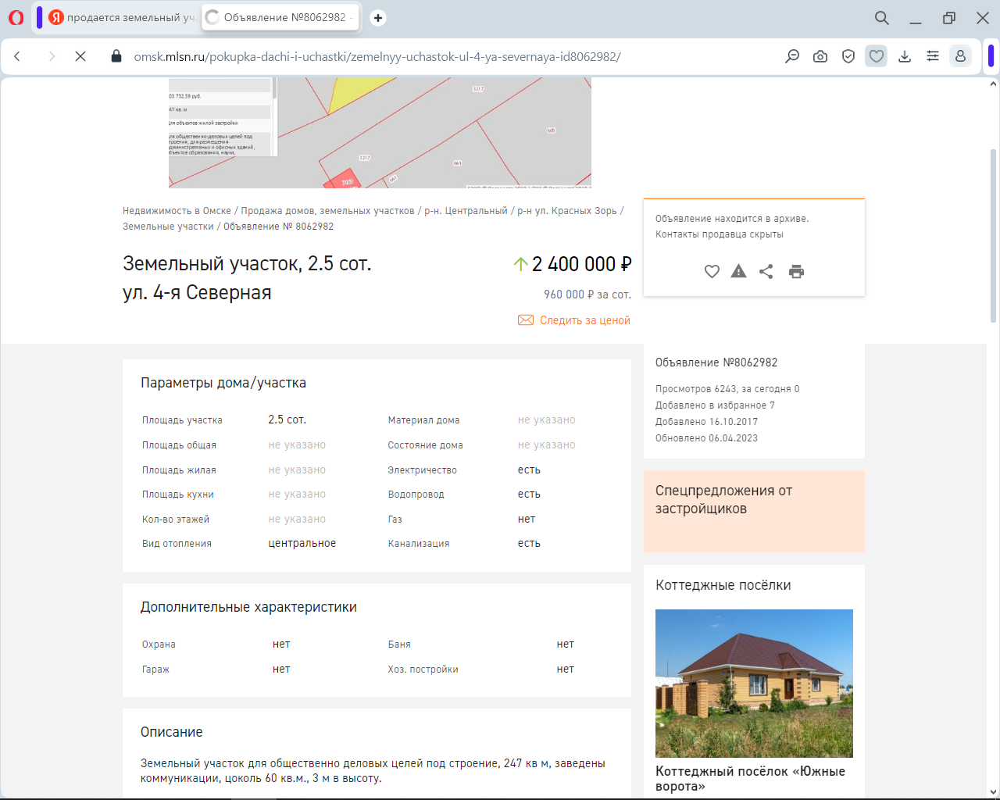 продается земельный уч
Объявление №8062982 -
omsk.mlsn.ru/pokupka-dachi-i-uchastki/zemelnyy-uchastok-ul-4-ya-severnaya-id8062982/
03 732,59 руб.
47 кв. м
Для объектов жилой застройки
для общественно-деловых целей под
строения, для размещения
административных и офисных зданий,
объектов образования, науки,
3217
605
3217
661
661
3163
Недвижимость в Омске / Продажа домов, земельных участков / р-н. Центральный / р-н ул. Красных Зорь /
Земельные участки / Объявление № 8062982
Земельный участок, 2.5 сот.
ул. 4-я Северная
2 400 000 ₽
960 000 ₽ за сот.
Следить за ценой
Объявление находится в архиве.
Контакты продавца скрыты
Параметры дома/участка
Площадь участка 2.5 сот. Материал дома не указано
Площадь общая не указано Состояние дома не указано
Площадь жилая не указано Электричество есть
Площадь кухни не указано Водопровод есть
Кол-во этажей не указано Газ нет
Вид отопления центральное Канализация есть
Дополнительные характеристики
Охрана нет Баня нет
Гараж нет Хоз. постройки нет
Описание
Земельный участок для общественно деловых целей под строение, 247 кв м, заведены
коммуникации, цоколь 60 кв.м., 3 м в высоту.
Объявление №8062982
Просмотров 6243, за сегодня 0
Добавлено в избранное 7
Добавлено 16.10.2017
Обновлено 06.04.2023
Спецпредложения от
застройщиков
Коттеджные посёлки
Коттеджный посёлок «Южные
ворота»